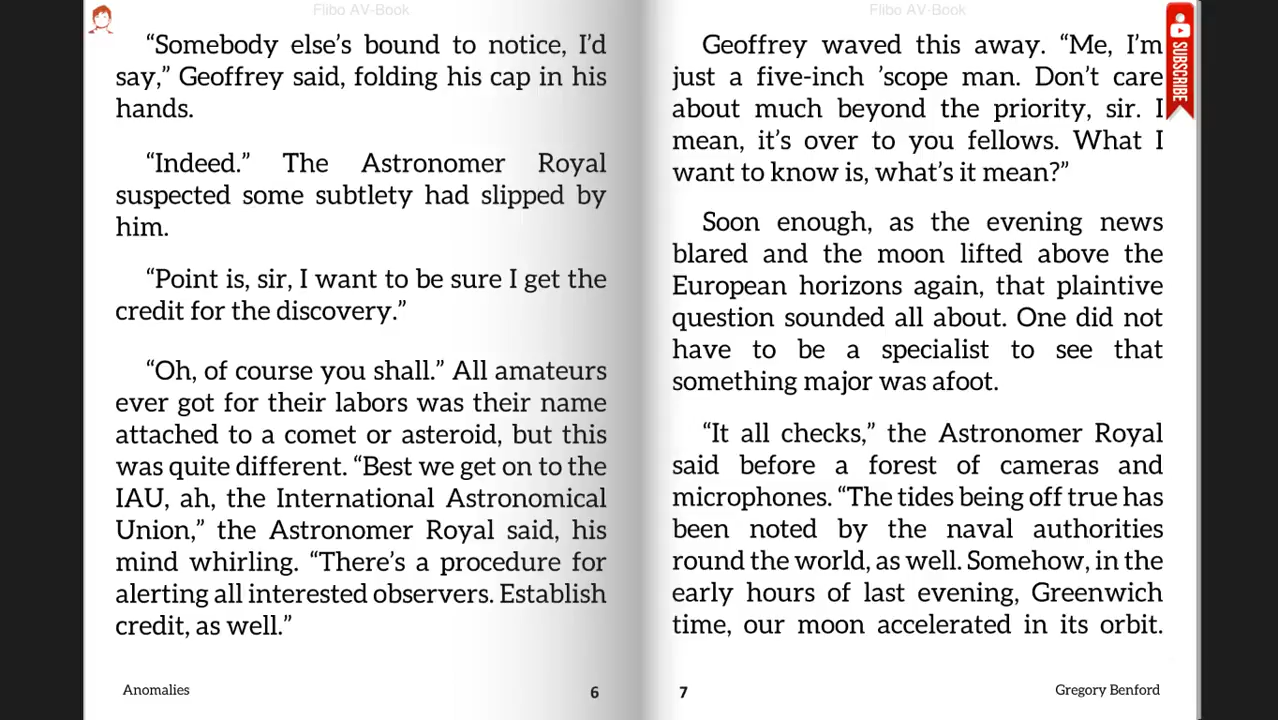 Flibo AV-Book
“Somebody else’s bound to notice, I’d
say,” Geoffrey said, folding his cap in his
hands.
“Indeed.” The Astronomer Royal
suspected some subtlety had slipped by
him.
“Point is, sir, I want to be sure I get the
credit for the discovery.”
“Oh, of course you shall.” All amateurs
ever got for their labors was their name
attached to a comet or asteroid, but this
was quite different. “Best we get on to the
IAU, ah, the International Astronomical
Union,” the Astronomer Royal said, his
mind whirling. “There’s a procedure for
alerting all interested observers. Establish
credit, as well.”
Anomalies
6
Flibo AV-Book
SUBSCRIBE
Geoffrey waved this away. “Me, I’m
just a five-inch ’scope man. Don’t care
about much beyond the priority, sir. I
mean, it’s over to you fellows. What I
want to know is, what’s it mean?”
Soon enough, as the evening news
blared and the moon lifted above the
European horizons again, that plaintive
question sounded all about. One did not
have to be a specialist to see that
something major was afoot.
“It all checks,” the Astronomer Royal
said before a forest of cameras and
microphones. “The tides being off true has
been noted by the naval authorities
round the world, as well. Somehow, in the
early hours of last evening, Greenwich
time, our moon accelerated in its orbit.
7
Gregory Benford